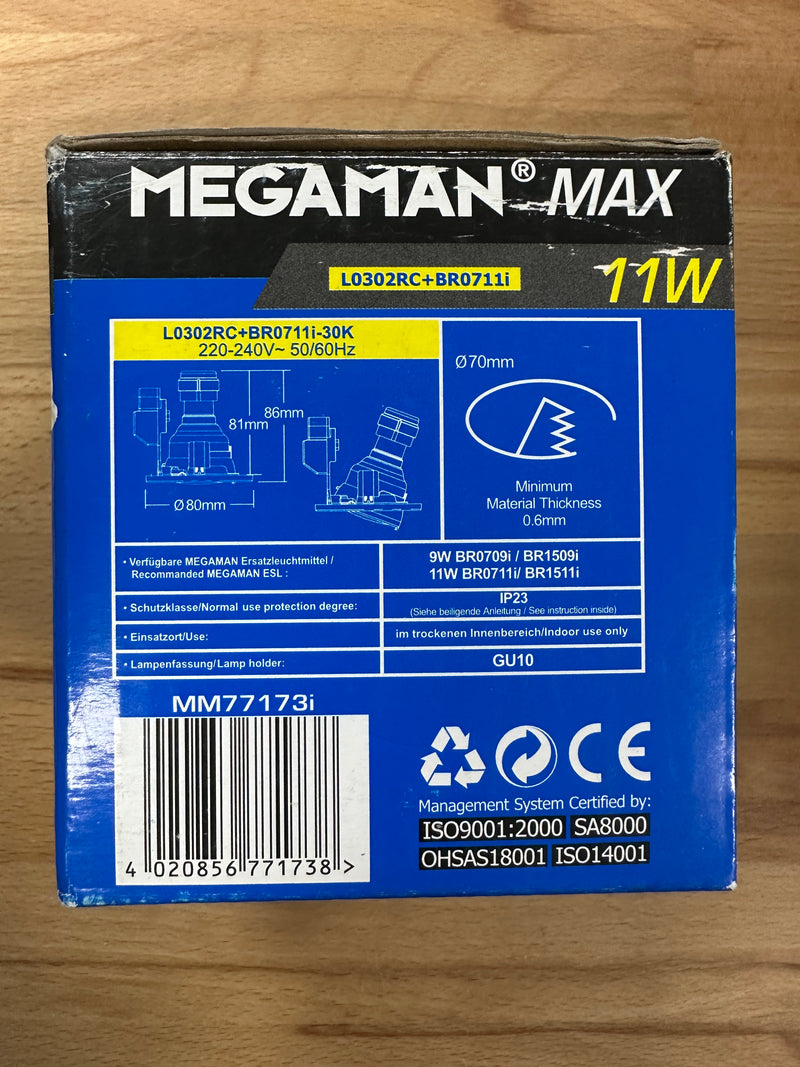 MEGAMAN® MAX
L0302RC+BR0711i
11W
L0302RC+BR0711i-30K
220-240V~ 50/60Hz
86mm
81mm
Ø80mm
Ø70mm
Minimum
Material Thickness
0.6mm
• Verfügbare MEGAMAN Ersatzleuchtmittel /
Recommanded MEGAMAN ESL :
9W BR0709i / BR1509i
11W BR0711i/ BR1511i
• Schutzklasse/Normal use protection degree:
IP23
(Siehe beiligende Anleitung / See instruction inside)
• Einsatzort/Use:
im trockenen Innenbereich/Indoor use only
• Lampenfassung/Lamp holder:
GU10
MM77173i
4 020856 771738 >
CE
Management System Certified by:
ISO9001:2000 SA8000
OHSAS18001 ISO14001